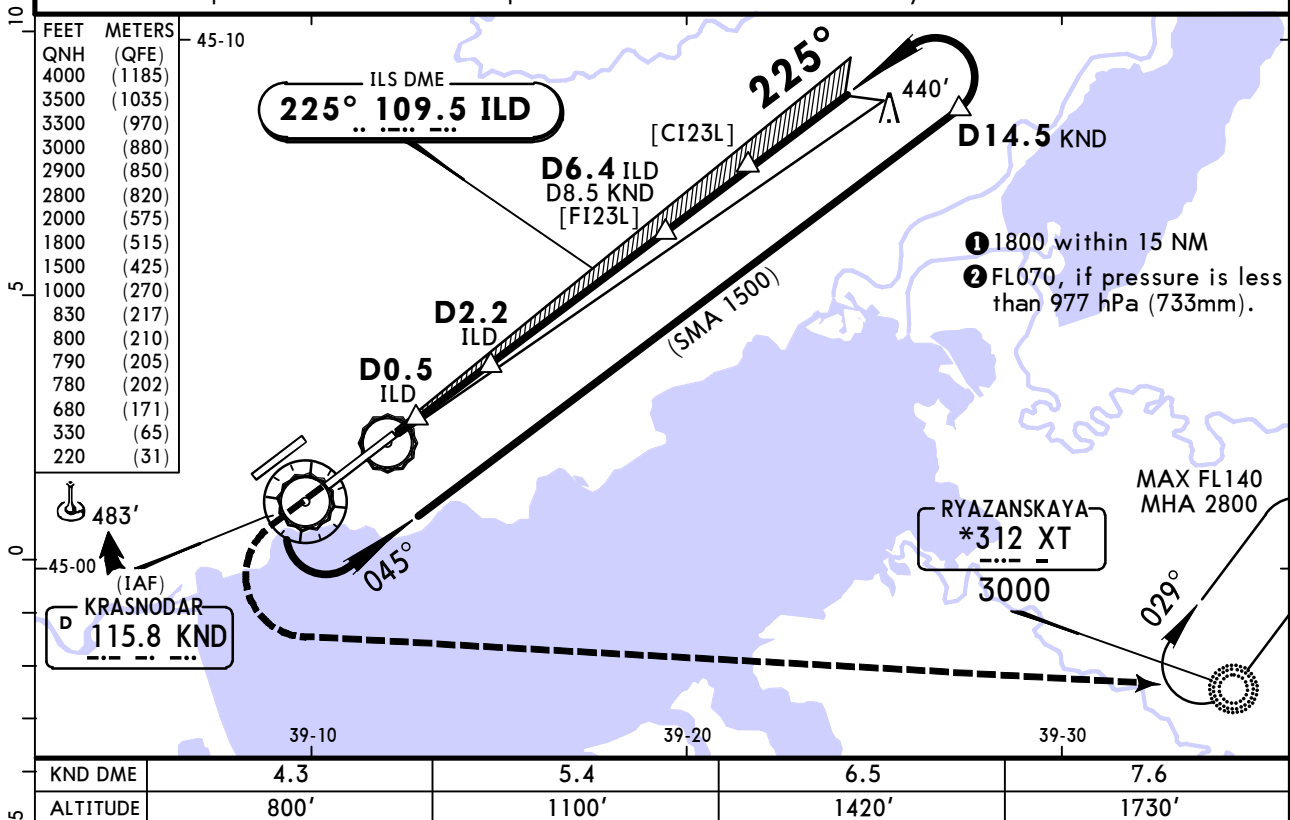 10
FEET METERS
QNH (QFE)
4000 (1185)
3500 (1035)
3300 (970)
3000 (880)
2900 (850)
2800 (820)
2000 (575)
1800 (515)
1500 (425)
1000 (270)
830 (217)
800 (210)
790 (205)
780 (202)
680 (171)
330 (65)
220 (31)
45-10
ILS DME
225° 109.5 ILD
225°
440'
[CI23L]
D14.5 KND
D6.4 ILD
D8.5 KND
[FI23L]
1 1800 within 15 NM
2 FL070, if pressure is less
than 977 hPa (733mm).
5
(SMA 1500)
D2.2
ILD
D0.5
ILD
MAX FL140
MHA 2800
483'
RYAZANSKAYA
*312 XT
3000
0
45-00
045°
029°
(IAF)
KRASNODAR
D 115.8 KND
39-10 39-20 39-30
KND DME 4.3 5.4 6.5 7.6
ALTITUDE 800' 1100' 1420' 1730'
5